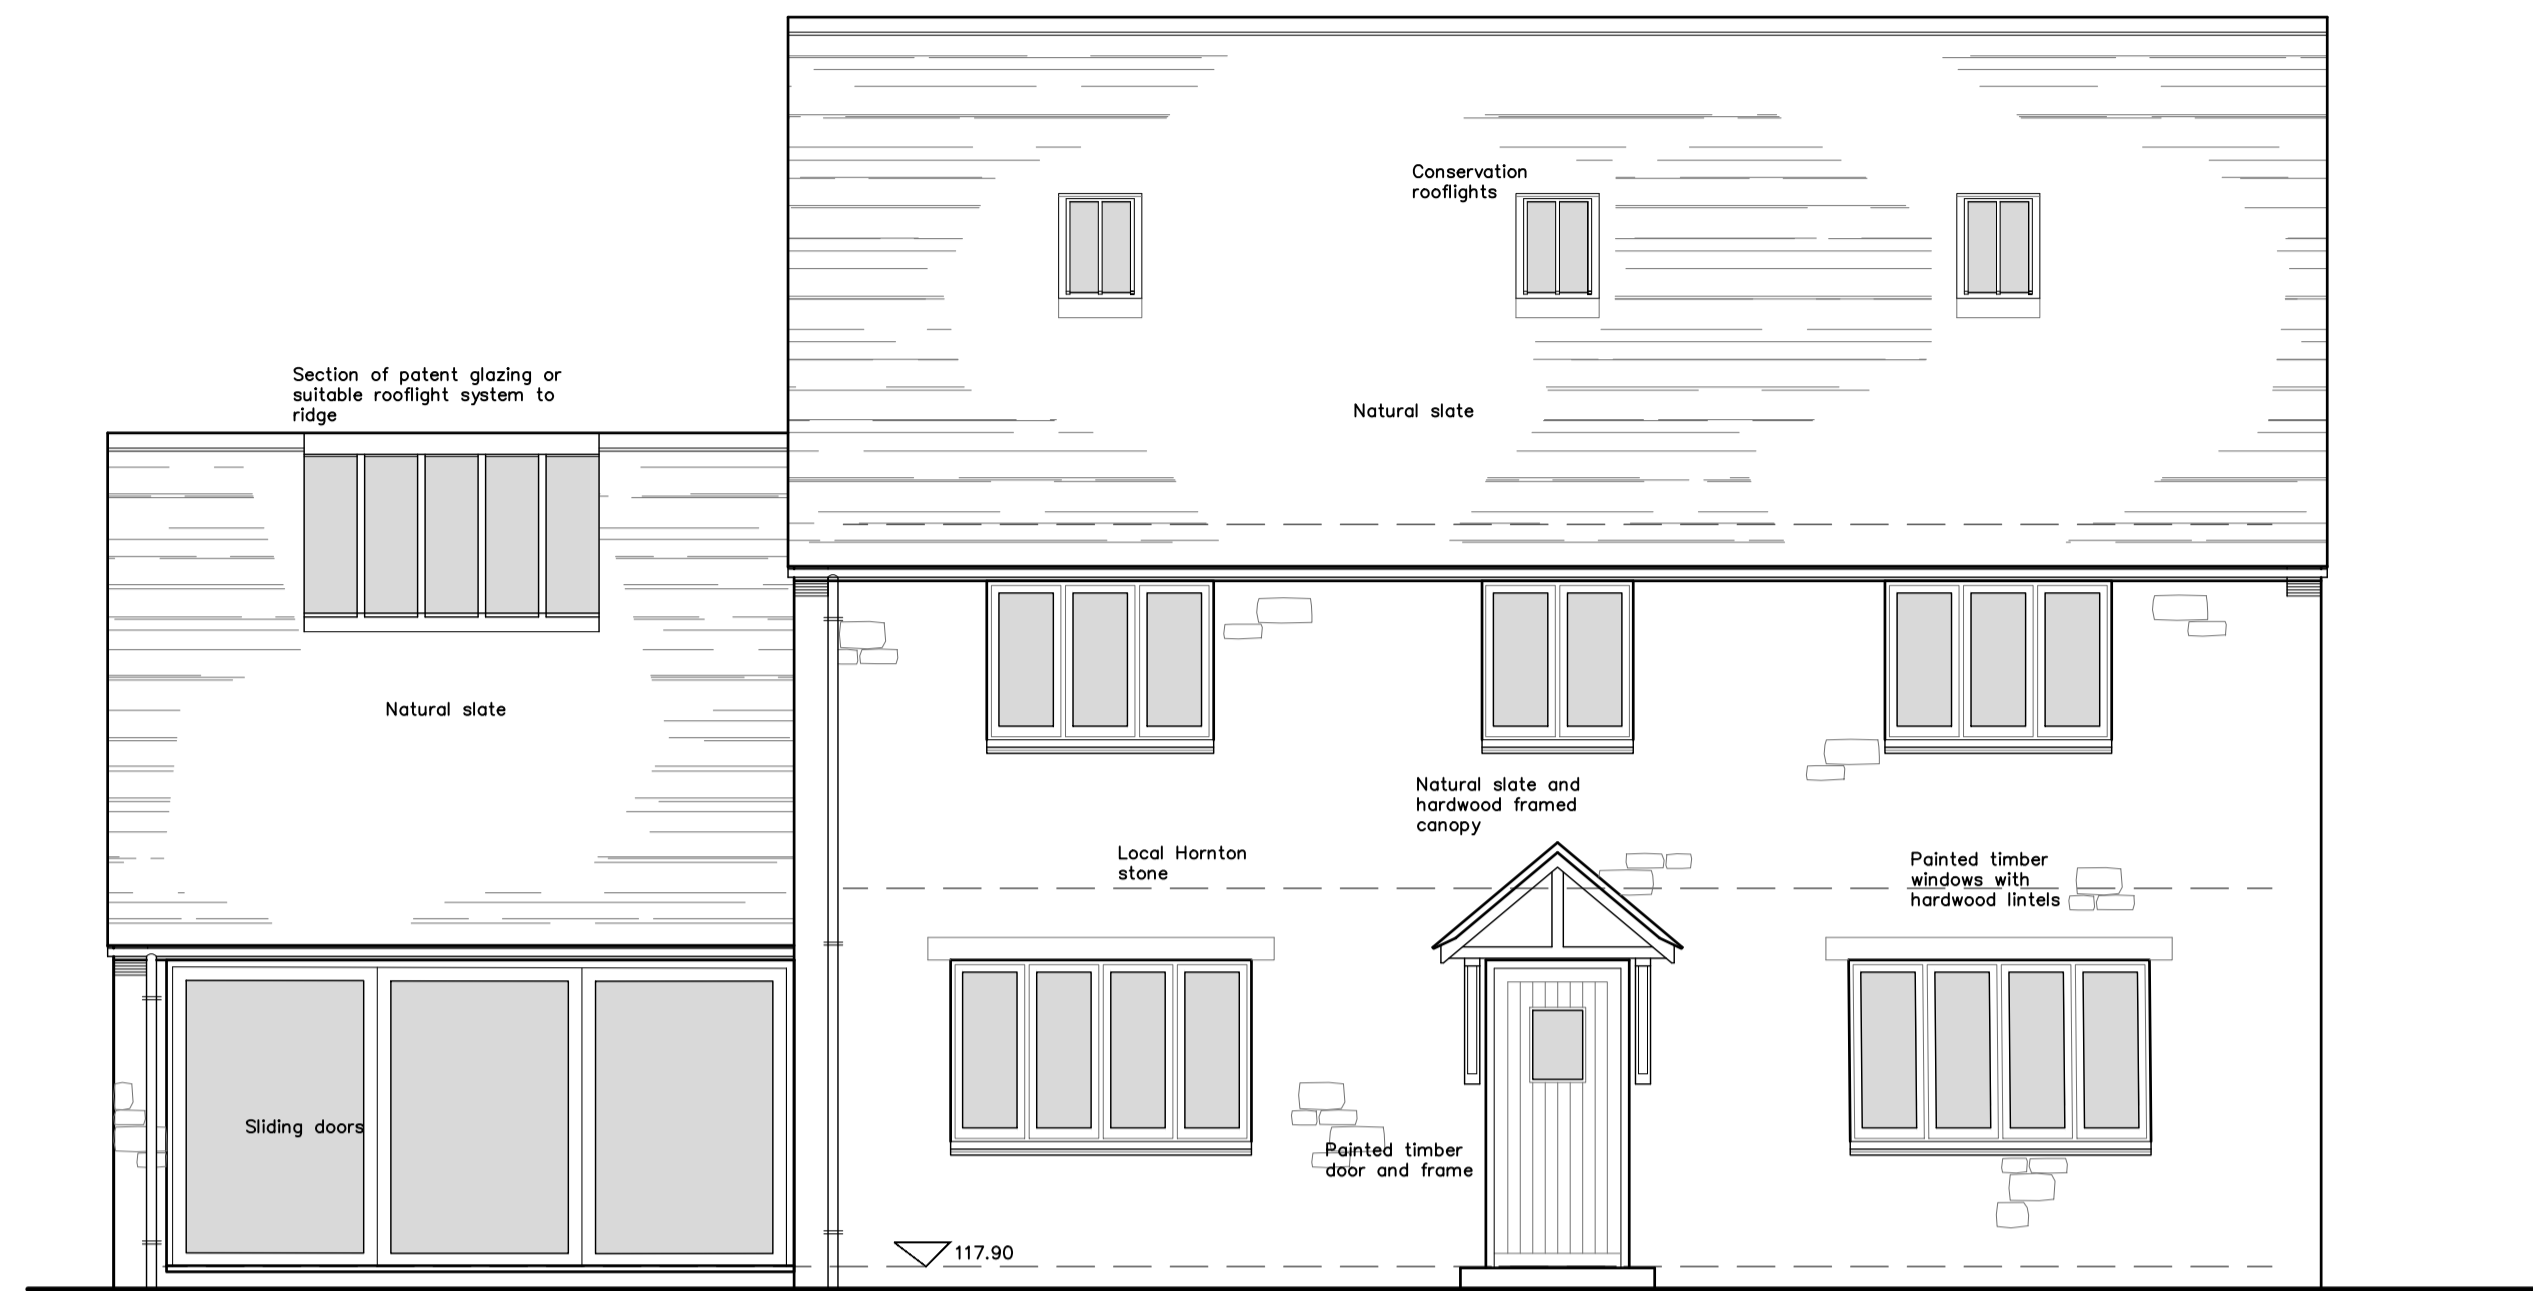 Conservation
rooflights
Section of patent glazing or
suitable rooflight system to
ridge
Natural slate
Natural slate
Natural slate and
hardwood framed
canopy
Local Hornton
stone
Painted timber
windows with
hardwood lintels
Sliding doors
Painted timber
door and frame
117.90